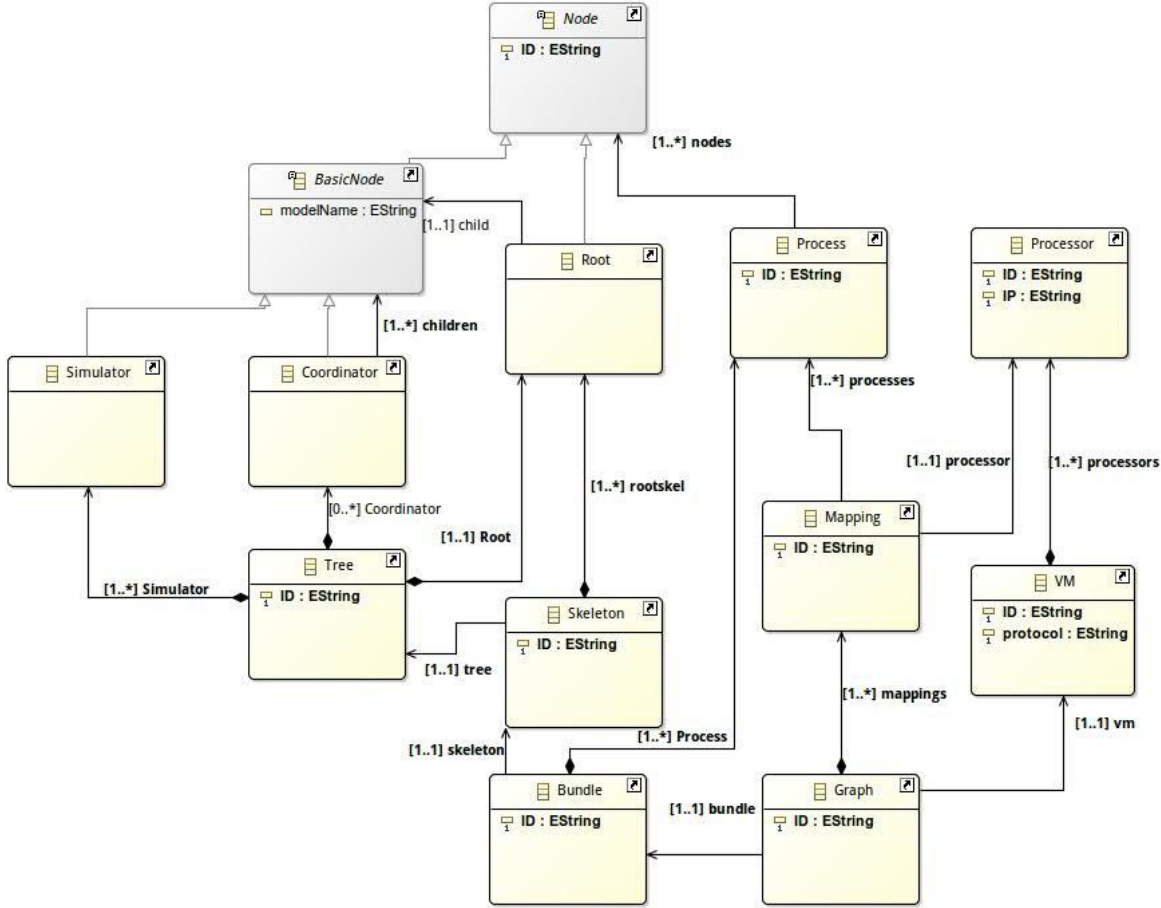 Node
ID : EString
[1..*] nodes
BasicNode
modelName : EString
[1..1] child
Root
Process
ID : EString
Processor
ID : EString
IP : EString
[1..*] children
Simulator
Coordinator
[1..*] processes
[1..1] processor
[1..*] processors
[1..*] rootskel
[0..*] Coordinator
[1..1] Root
Mapping
ID : EString
[1..*] Simulator
Tree
ID : EString
VM
ID : EString
protocol : EString
Skeleton
ID : EString
[1..1] tree
[1..*] mappings
[1..1] vm
[1..*] Process
[1..1] skeleton
Bundle
ID : EString
[1..1] bundle
Graph
ID : EString